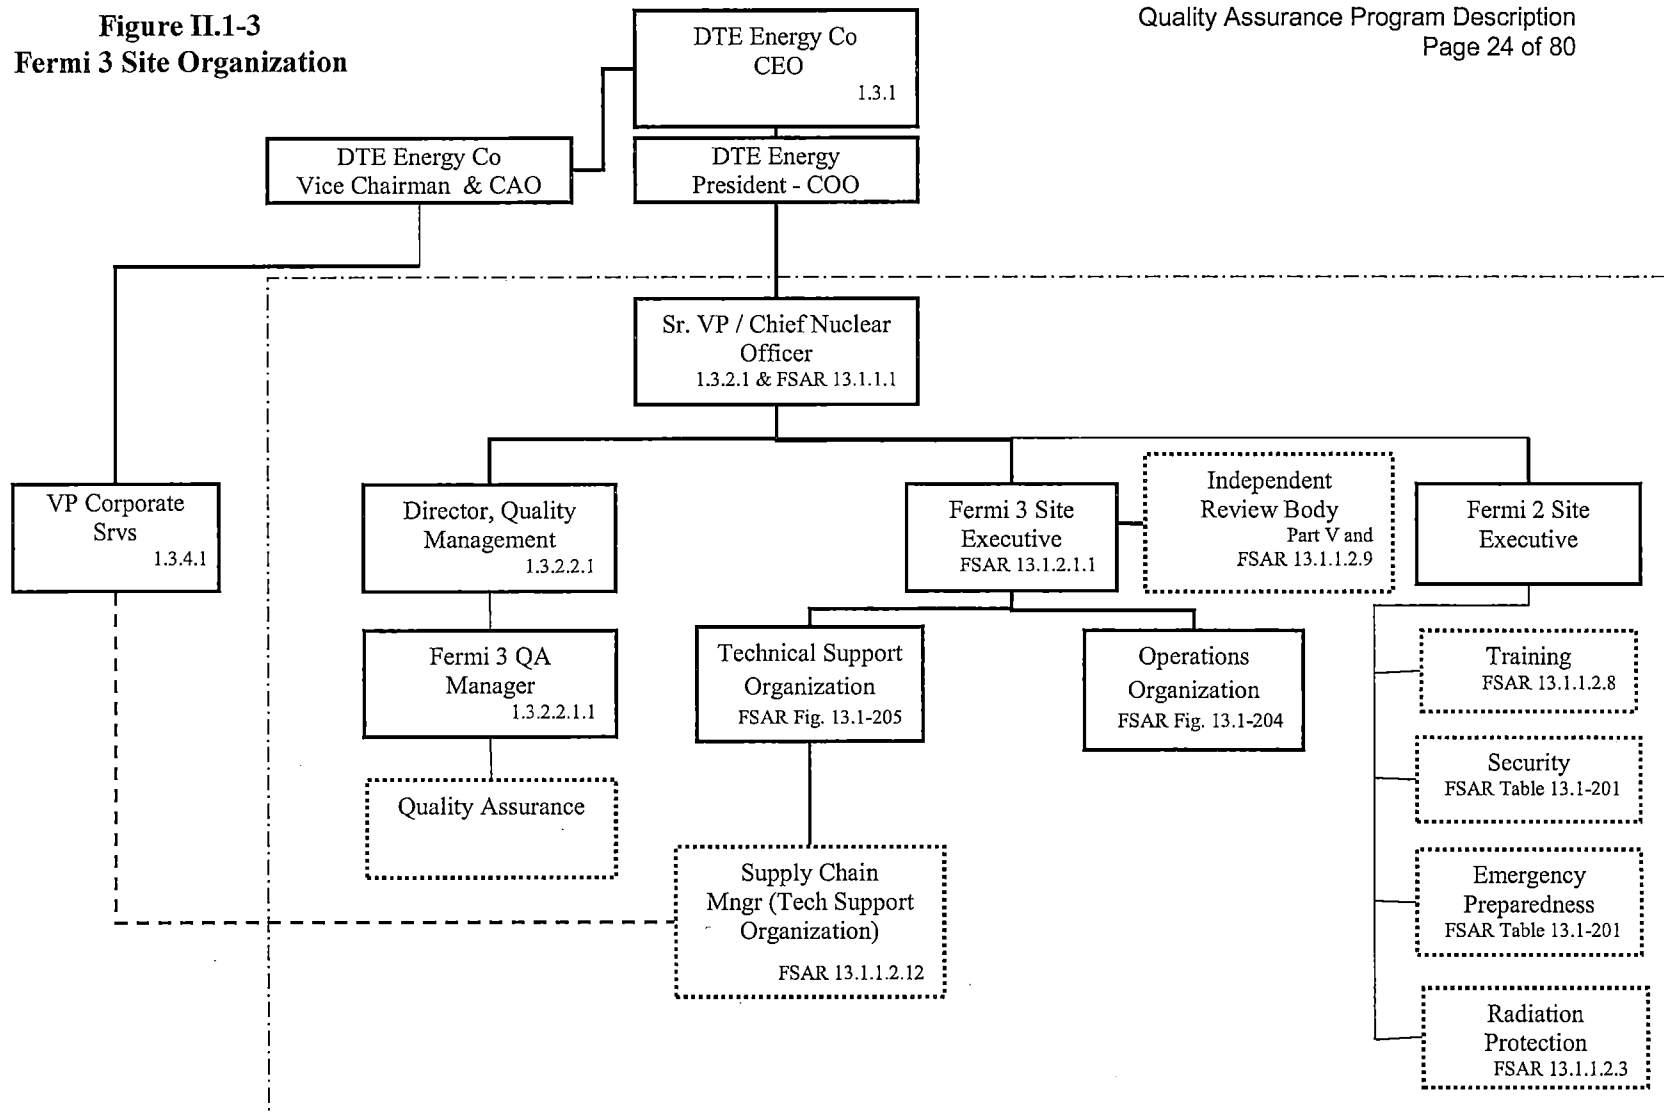 Figure II.1-3
Fermi 3 Site Organization
Quality Assurance Program Description
Page 24 of 80
DTE Energy Co
CEO
1.3.1
DTE Energy Co
Vice Chairman & CAO
DTE Energy
President - COO
Sr. VP / Chief Nuclear
Officer
1.3.2.1 & FSAR 13.1.1.1
VP Corporate
Srvs
1.3.4.1
Director, Quality
Management
1.3.2.2.1
Fermi 3 Site
Executive
FSAR 13.1.2.1.1
Independent
Review Body
Part V and
FSAR 13.1.1.2.9
Fermi 2 Site
Executive
Fermi 3 QA
Manager
1.3.2.2.1.1
Technical Support
Organization
FSAR Fig. 13.1-205
Operations
Organization
FSAR Fig. 13.1-204
Training
FSAR 13.1.1.2.8
Security
FSAR Table 13.1-201
Quality Assurance
Supply Chain
Mngr (Tech Support
Organization)
FSAR 13.1.1.2.12
Emergency
Preparedness
FSAR Table 13.1-201
Radiation
Protection
FSAR 13.1.1.2.3